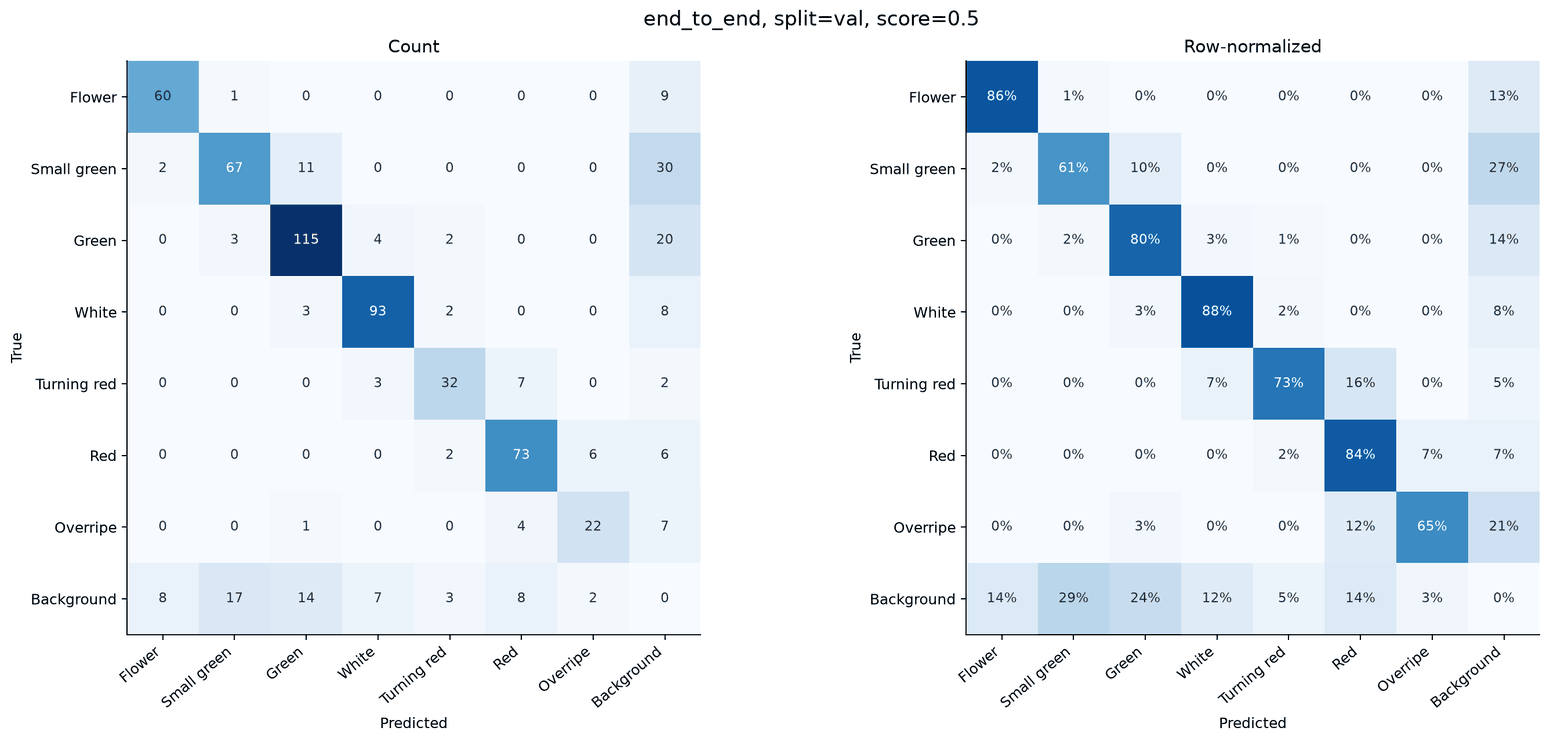 end_to_end, split=val, score=0.5
Count
Flower 60 1 0 0 0 0 0 9
Small green 2 67 11 0 0 0 0 30
Green 0 3 115 4 2 0 0 20
White 0 0 3 93 2 0 0 8
Turning red 0 0 0 3 32 7 0 2
Red 0 0 0 0 2 73 6 6
Overripe 0 0 1 0 0 4 22 7
Background 8 17 14 7 3 8 2 0
True
Flower Small green Green White Turning red Red Overripe Background
Predicted
Row-normalized
Flower 86% 1% 0% 0% 0% 0% 0% 13%
Small green 2% 61% 10% 0% 0% 0% 0% 27%
Green 0% 2% 80% 3% 1% 0% 0% 14%
White 0% 0% 3% 88% 2% 0% 0% 8%
Turning red 0% 0% 0% 7% 73% 16% 0% 5%
Red 0% 0% 0% 0% 2% 84% 7% 7%
Overripe 0% 0% 3% 0% 0% 12% 65% 21%
Background 14% 29% 24% 12% 5% 14% 3% 0%
True
Flower Small green Green White Turning red Red Overripe Background
Predicted